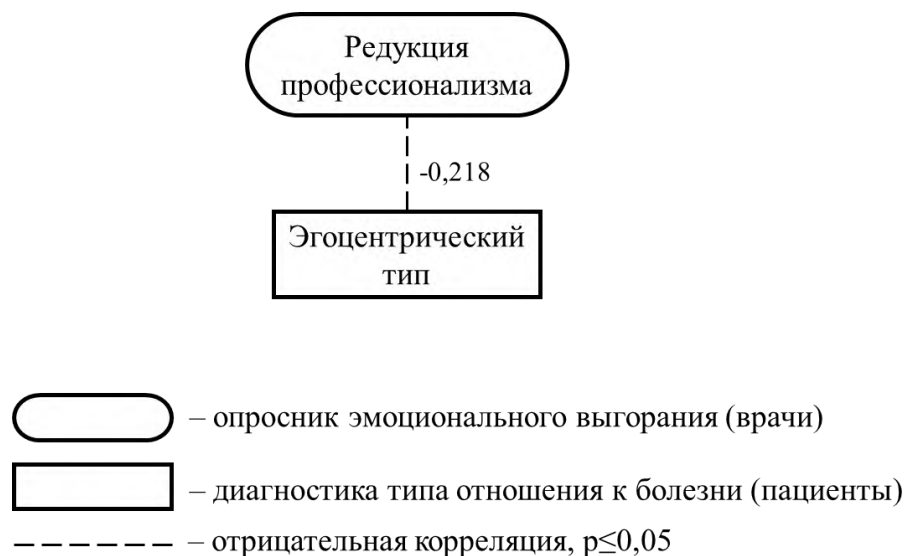 Редукция
профессионализма
-0,218
Эгоцентрический
тип
– опросник эмоционального выгорания (врачи)
– диагностика типа отношения к болезни (пациенты)
– отрицательная корреляция, p≤0,05